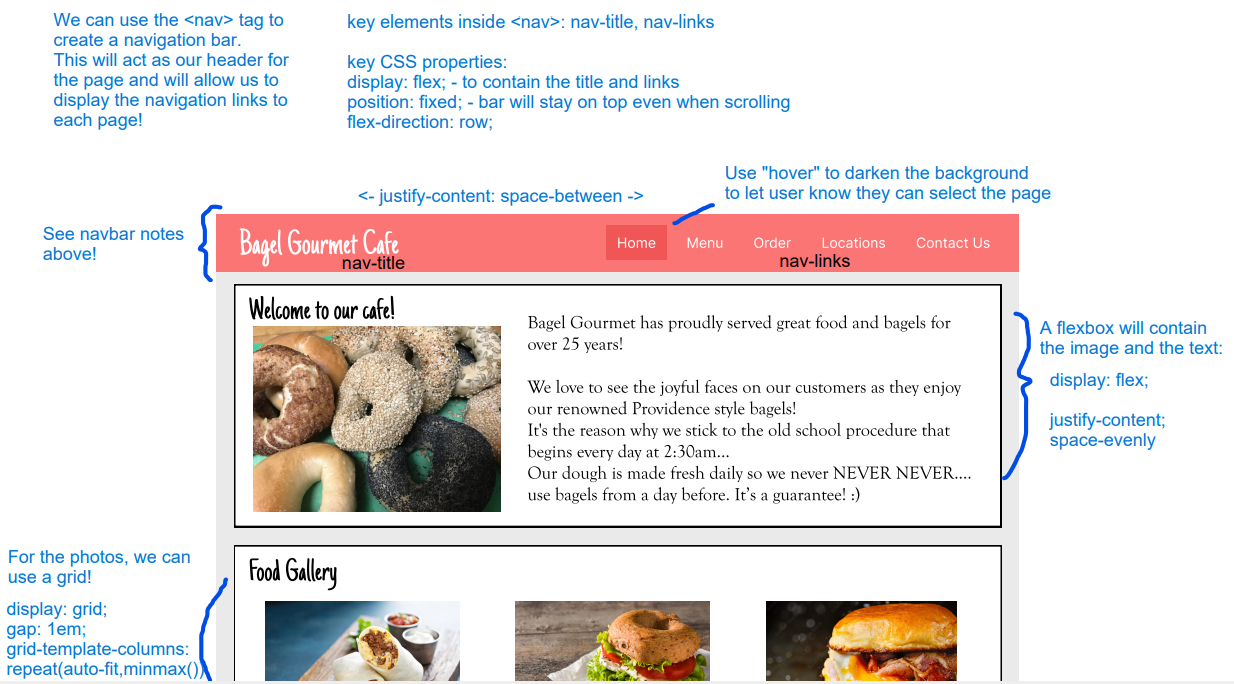 We can use the <nav> tag to
create a navigation bar.
This will act as our header for
the page and will allow us to
display the navigation links to
each page!
key elements inside <nav>: nav-title, nav-links
key CSS properties:
display: flex; - to contain the title and links
position: fixed; - bar will stay on top even when scrolling
flex-direction: row;
Use "hover" to darken the background
to let user know they can select the page
<- justify-content: space-between ->
See navbar notes
above!
Bagel Gourmet Cafe
nav-title
Home Menu Order Locations Contact Us
nav-links
Welcome to our cafe!
Bagel Gourmet has proudly served great food and bagels for
over 25 years!
We love to see the joyful faces on our customers as they enjoy
our renowned Providence style bagels!
It's the reason why we stick to the old school procedure that
begins every day at 2:30am...
Our dough is made fresh daily so we never NEVER NEVER....
use bagels from a day before. It's a guarantee! :)
A flexbox will contain
the image and the text:
display: flex;
justify-content;
space-evenly
For the photos, we can
use a grid!
display: grid;
gap: 1em;
grid-template-columns:
repeat(auto-fit,minmax())
Food Gallery